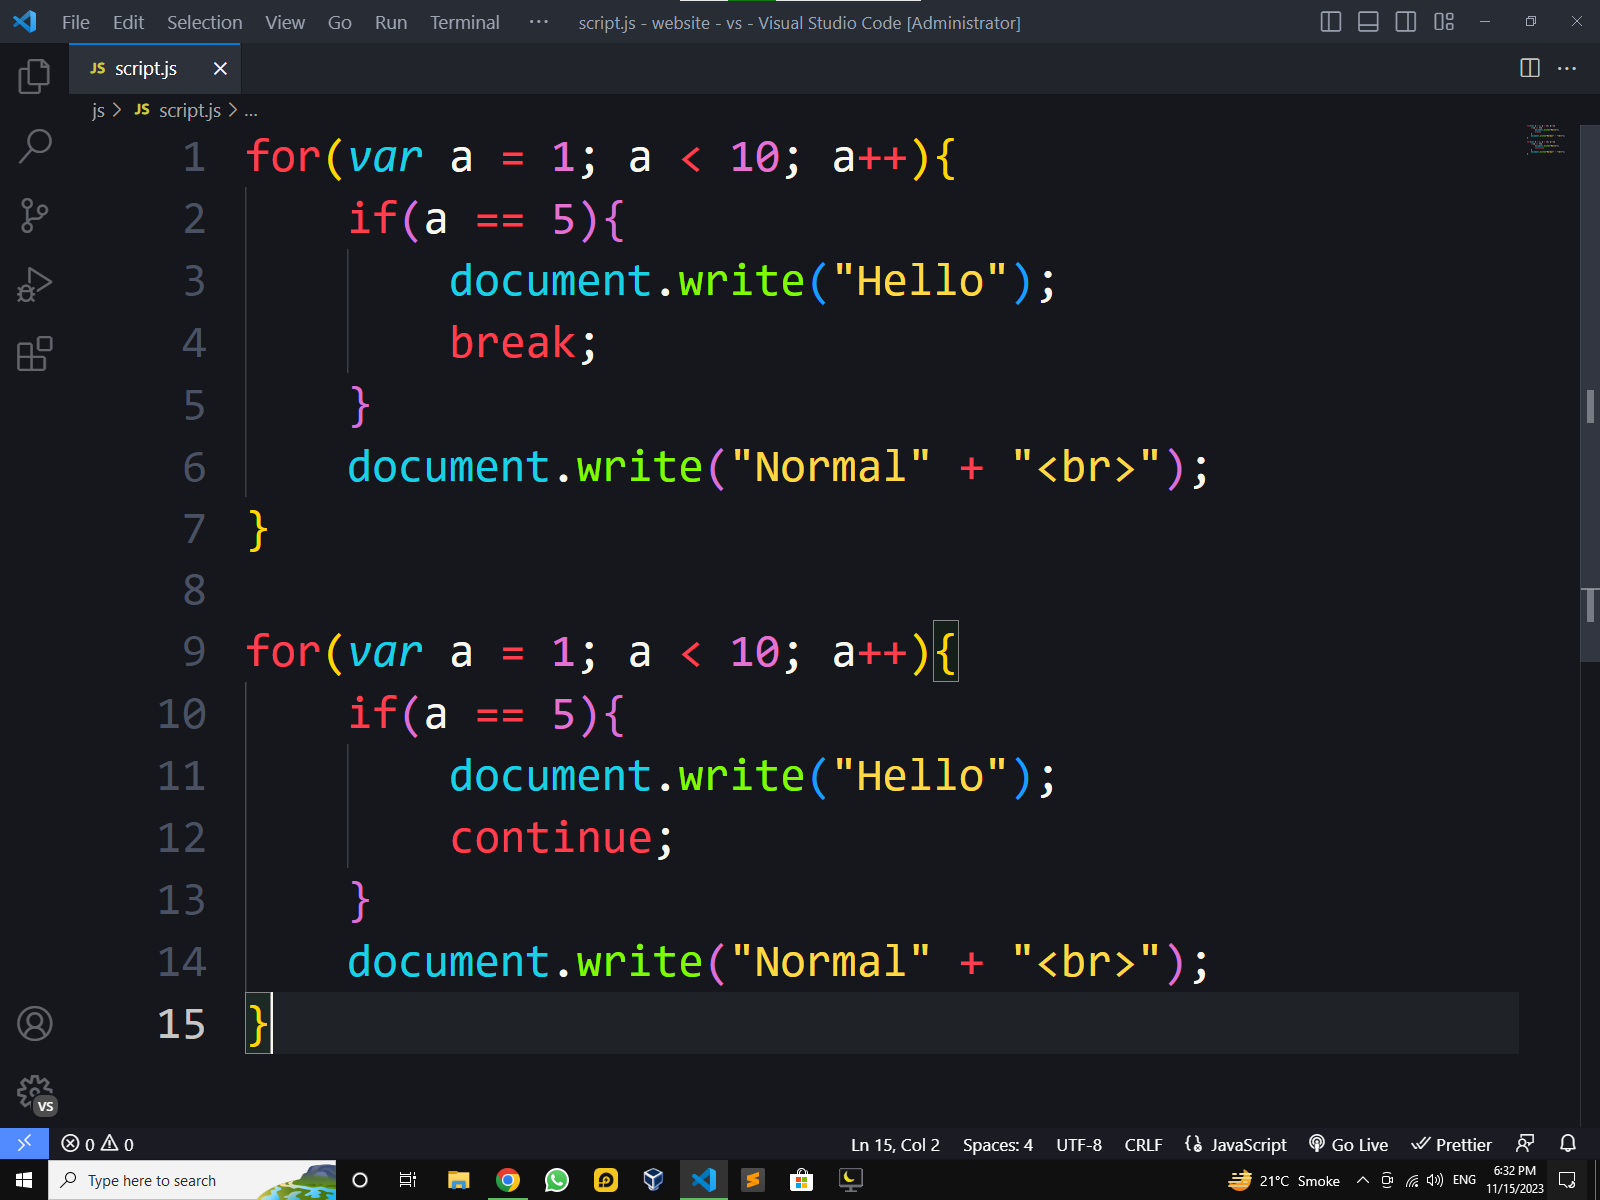 File Edit Selection View Go Run Terminal ··· script.js - website - vs - Visual Studio Code [Administrator]
JS script.js
js > JS script.js > ...
1 for(var a = 1; a < 10; a++){
2     if(a == 5){
3         document.write("Hello");
4         break;
5     }
6     document.write("Normal" + "<br>");
7 }
8
9 for(var a = 1; a < 10; a++){
10     if(a == 5){
11         document.write("Hello");
12         continue;
13     }
14     document.write("Normal" + "<br>");
15 }
VS
0 0 Ln 15, Col 2 Spaces: 4 UTF-8 CRLF {} JavaScript Go Live Prettier
Type here to search 21°C Smoke ENG 6:32 PM
11/15/2023